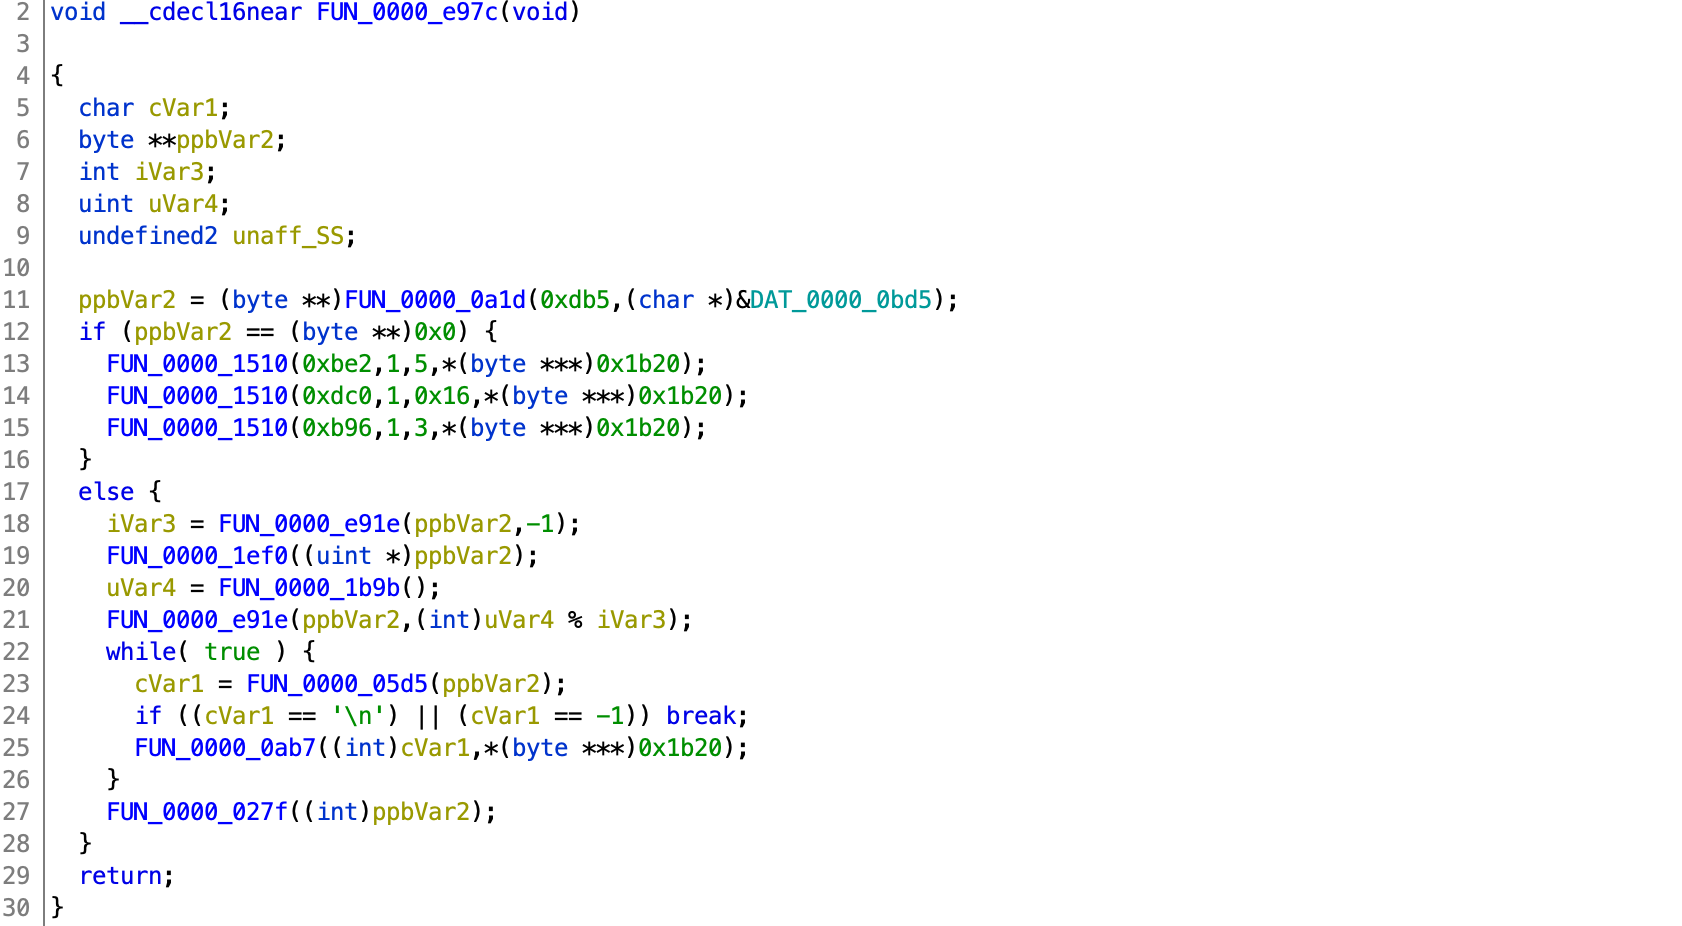 2 void __cdecl16near FUN_0000_e97c(void)
3
4 {
5   char cVar1;
6   byte **ppbVar2;
7   int iVar3;
8   uint uVar4;
9   undefined2 unaff_SS;
10
11   ppbVar2 = (byte **)FUN_0000_0a1d(0xdb5,(char *)&DAT_0000_0bd5);
12   if (ppbVar2 == (byte **)0x0) {
13     FUN_0000_1510(0xbe2,1,5,*(byte ***)0x1b20);
14     FUN_0000_1510(0xdc0,1,0x16,*(byte ***)0x1b20);
15     FUN_0000_1510(0xb96,1,3,*(byte ***)0x1b20);
16   }
17   else {
18     iVar3 = FUN_0000_e91e(ppbVar2,-1);
19     FUN_0000_1ef0((uint *)ppbVar2);
20     uVar4 = FUN_0000_1b9b();
21     FUN_0000_e91e(ppbVar2,(int)uVar4 % iVar3);
22     while( true ) {
23       cVar1 = FUN_0000_05d5(ppbVar2);
24       if ((cVar1 == '\n') || (cVar1 == -1)) break;
25       FUN_0000_0ab7((int)cVar1,*(byte ***)0x1b20);
26     }
27     FUN_0000_027f((int)ppbVar2);
28   }
29   return;
30 }